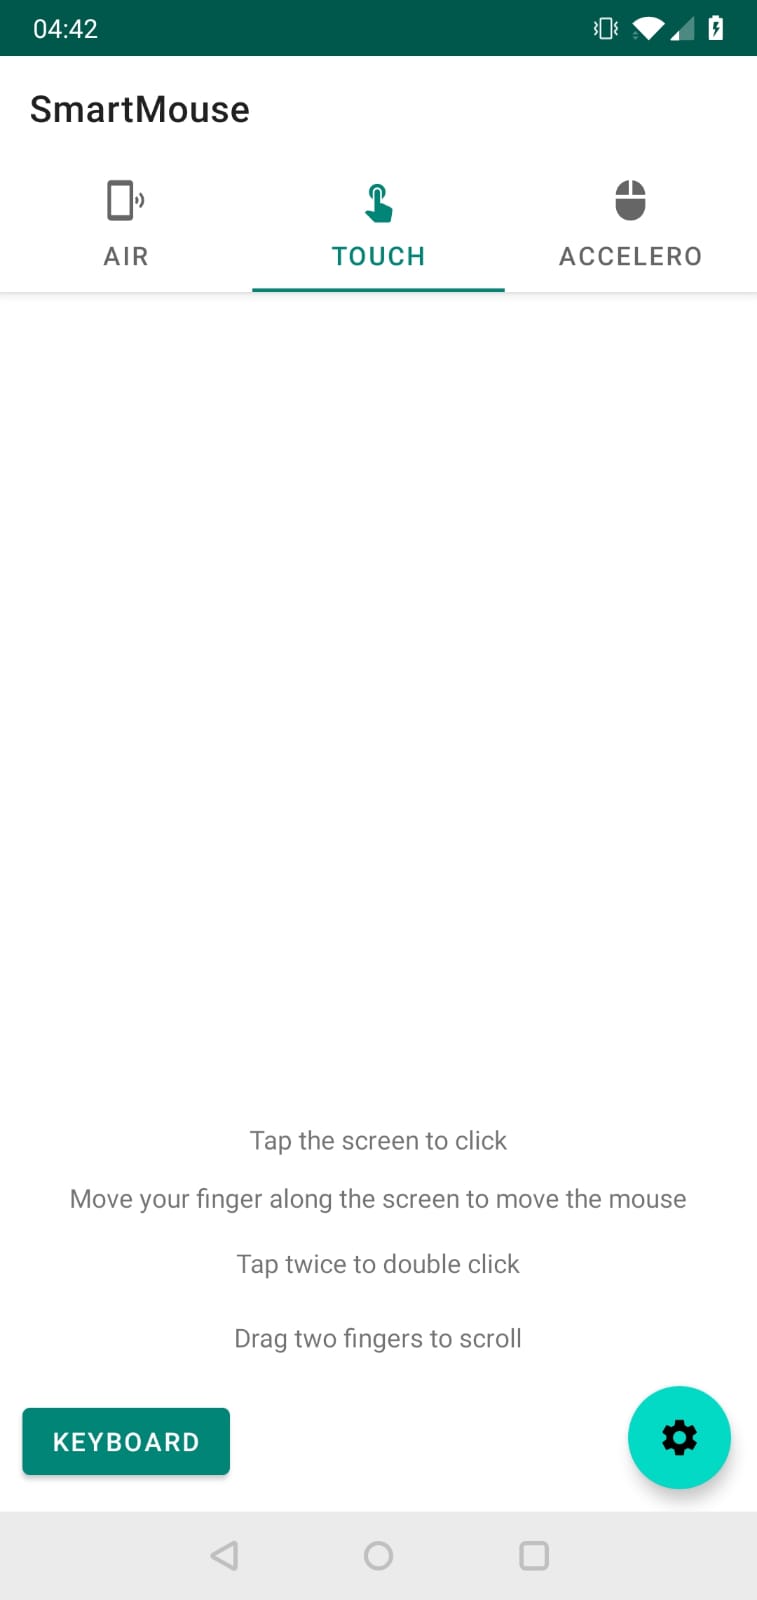 04:42
SmartMouse
AIR
TOUCH
ACCELERO
Tap the screen to click
Move your finger along the screen to move the mouse
Tap twice to double click
Drag two fingers to scroll
KEYBOARD